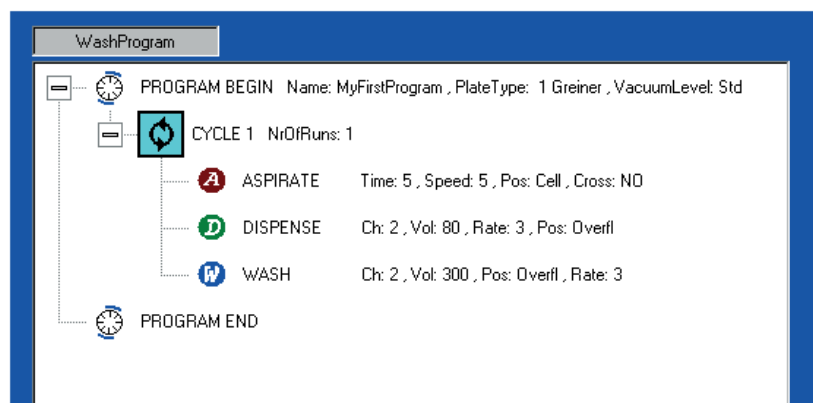 WashProgram
PROGRAM BEGIN Name: MyFirstProgram , PlateType: 1 Greiner , VacuumLevel: Std
CYCLE 1 NrOfRuns: 1
A ASPIRATE Time: 5 , Speed: 5 , Pos: Cell , Cross: NO
D DISPENSE Ch: 2 , Vol: 80 , Rate: 3 , Pos: Overfl
W WASH Ch: 2 , Vol: 300 , Pos: Overfl , Rate: 3
PROGRAM END